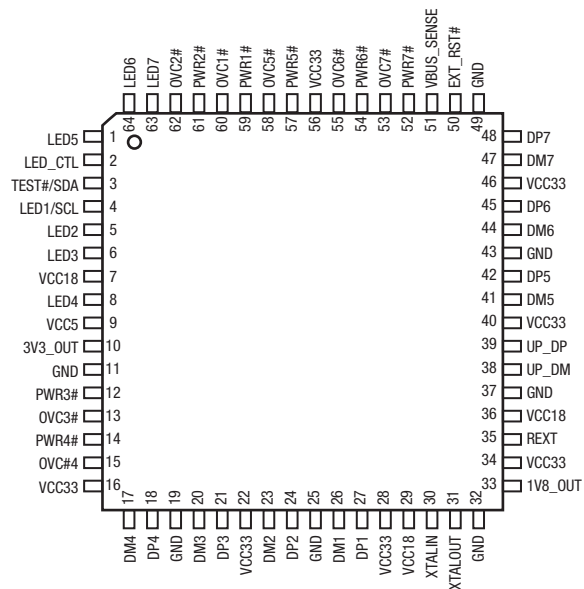 LED6
LED7
OVC2#
PWR2#
OVC1#
PWR1#
OVC5#
PWR5#
VCC33
OVC6#
PWR6#
OVC7#
PWR7#
VBUS_SENSE
EXT_RST#
GND
64
63
62
61
60
59
58
57
56
55
54
53
52
51
50
49
LED5 1
LED_CTL 2
TEST#/SDA 3
LED1/SCL 4
LED2 5
LED3 6
VCC18 7
LED4 8
VCC5 9
3V3_OUT 10
GND 11
PWR3# 12
OVC3# 13
PWR4# 14
OVC#4 15
VCC33 16
48 DP7
47 DM7
46 VCC33
45 DP6
44 DM6
43 GND
42 DP5
41 DM5
40 VCC33
39 UP_DP
38 UP_DM
37 GND
36 VCC18
35 REXT
34 VCC33
33 1V8_OUT
17
18
19
20
21
22
23
24
25
26
27
28
29
30
31
32
DM4
DP4
GND
DM3
DP3
VCC33
DM2
DP2
GND
DM1
DP1
VCC33
VCC18
XTALIN
XTALOUT
GND